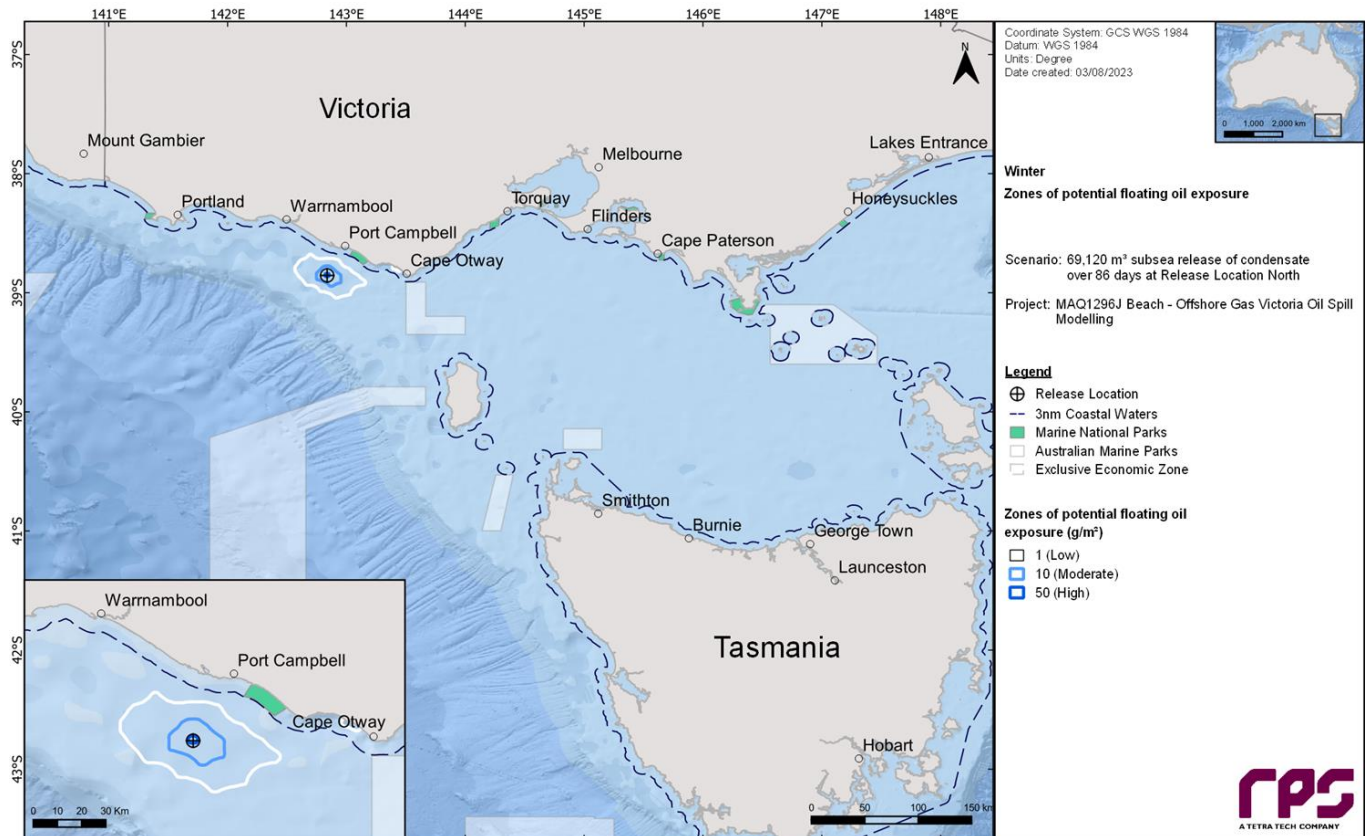 141°E 142°E 143°E 144°E 145°E 146°E 147°E 148°E
37°S
38°S
39°S
40°S
41°S
42°S
43°S
N
Victoria
Mount Gambier
Melbourne
Lakes Entrance
Portland
Warrnambool
Torquay
Flinders
Honeysuckles
Port Campbell
Cape Paterson
Cape Otway
Smithton
Burnie
George Town
Launceston
Tasmania
Hobart
0 50 100 150 km
Warrnambool
Port Campbell
Cape Otway
0 10 20 30 Km
Coordinate System: GCS WGS 1984
Datum: WGS 1984
Units: Degree
Date created: 03/08/2023
0 1,000 2,000 km
Winter
Zones of potential floating oil exposure
Scenario: 69,120 m³ subsea release of condensate
over 86 days at Release Location North
Project: MAQ1296J Beach - Offshore Gas Victoria Oil Spill
Modelling
Legend
Release Location
3nm Coastal Waters
Marine National Parks
Australian Marine Parks
Exclusive Economic Zone
Zones of potential floating oil
exposure (g/m²)
1 (Low)
10 (Moderate)
50 (High)
rps
A TETRA TECH COMPANY